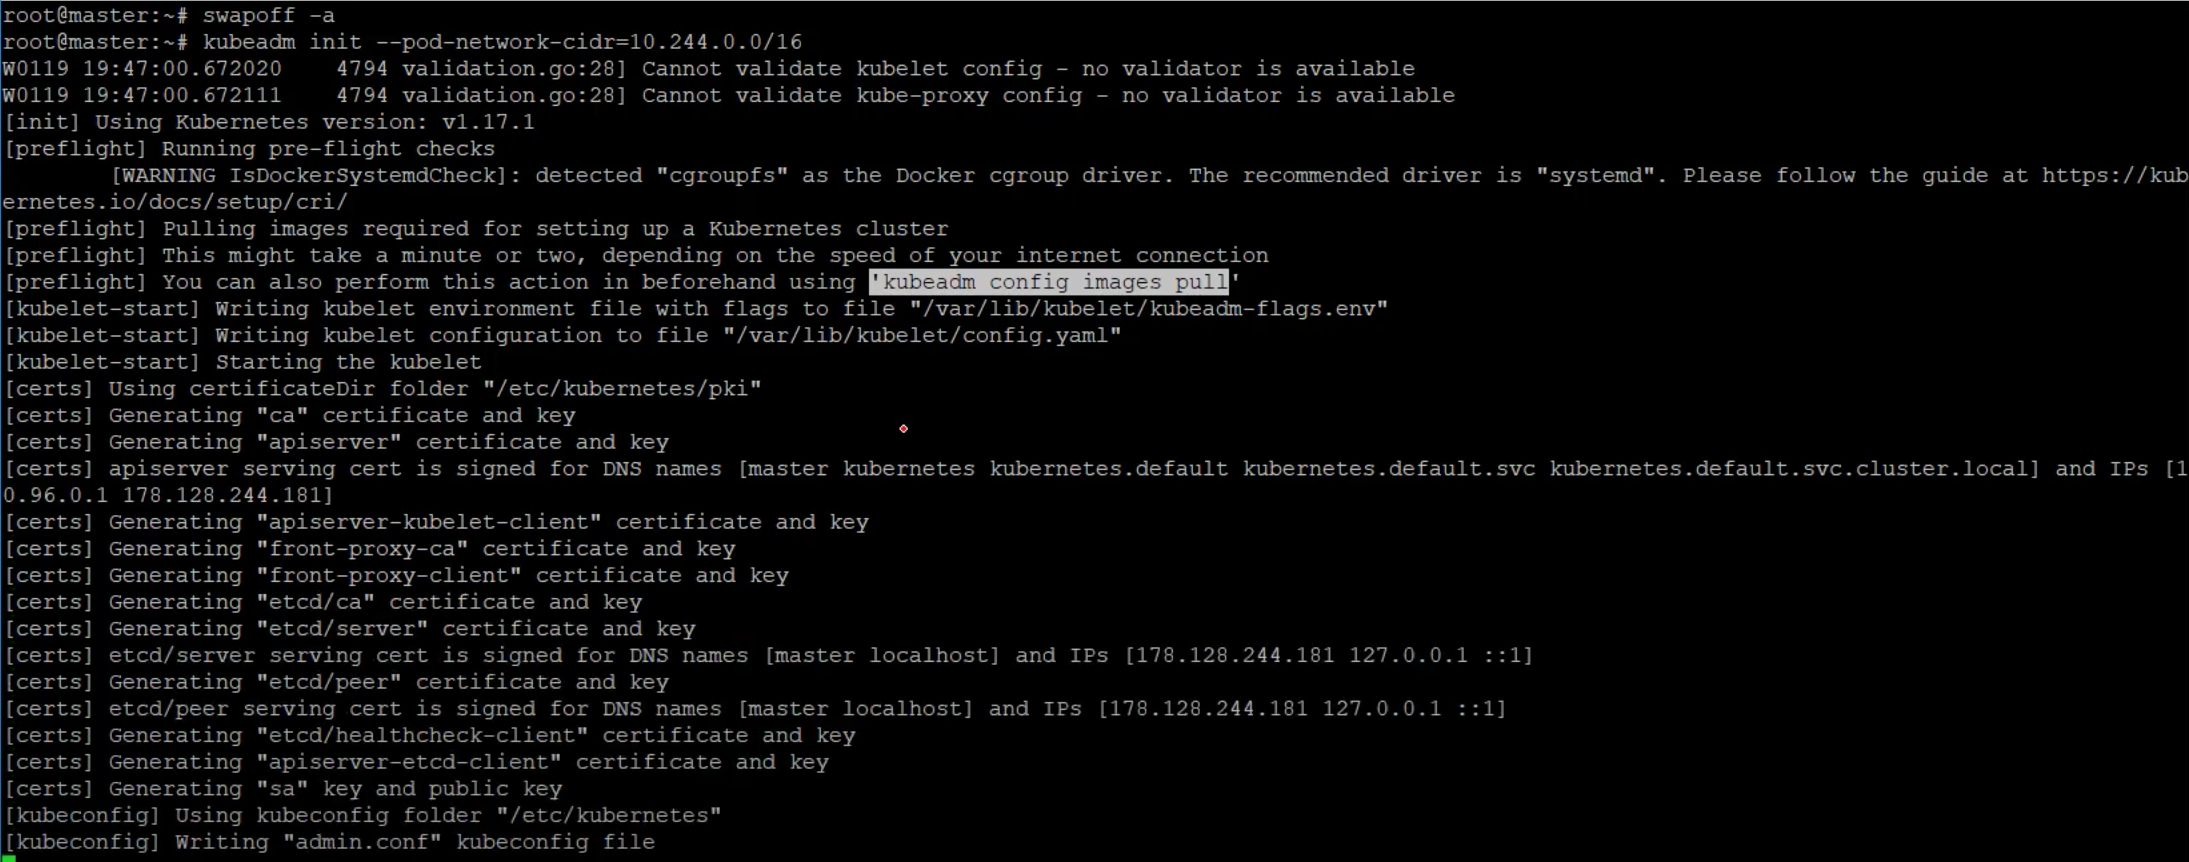 root@master:~# swapoff -a
root@master:~# kubeadm init --pod-network-cidr=10.244.0.0/16
W0119 19:47:00.672020    4794 validation.go:28] Cannot validate kubelet config - no validator is available
W0119 19:47:00.672111    4794 validation.go:28] Cannot validate kube-proxy config - no validator is available
[init] Using Kubernetes version: v1.17.1
[preflight] Running pre-flight checks
        [WARNING IsDockerSystemdCheck]: detected "cgroupfs" as the Docker cgroup driver. The recommended driver is "systemd". Please follow the guide at https://kub
ernetes.io/docs/setup/cri/
[preflight] Pulling images required for setting up a Kubernetes cluster
[preflight] This might take a minute or two, depending on the speed of your internet connection
[preflight] You can also perform this action in beforehand using 'kubeadm config images pull'
[kubelet-start] Writing kubelet environment file with flags to file "/var/lib/kubelet/kubeadm-flags.env"
[kubelet-start] Writing kubelet configuration to file "/var/lib/kubelet/config.yaml"
[kubelet-start] Starting the kubelet
[certs] Using certificateDir folder "/etc/kubernetes/pki"
[certs] Generating "ca" certificate and key
[certs] Generating "apiserver" certificate and key
[certs] apiserver serving cert is signed for DNS names [master kubernetes kubernetes.default kubernetes.default.svc kubernetes.default.svc.cluster.local] and IPs [1
0.96.0.1 178.128.244.181]
[certs] Generating "apiserver-kubelet-client" certificate and key
[certs] Generating "front-proxy-ca" certificate and key
[certs] Generating "front-proxy-client" certificate and key
[certs] Generating "etcd/ca" certificate and key
[certs] Generating "etcd/server" certificate and key
[certs] etcd/server serving cert is signed for DNS names [master localhost] and IPs [178.128.244.181 127.0.0.1 ::1]
[certs] Generating "etcd/peer" certificate and key
[certs] etcd/peer serving cert is signed for DNS names [master localhost] and IPs [178.128.244.181 127.0.0.1 ::1]
[certs] Generating "etcd/healthcheck-client" certificate and key
[certs] Generating "apiserver-etcd-client" certificate and key
[certs] Generating "sa" key and public key
[kubeconfig] Using kubeconfig folder "/etc/kubernetes"
[kubeconfig] Writing "admin.conf" kubeconfig file